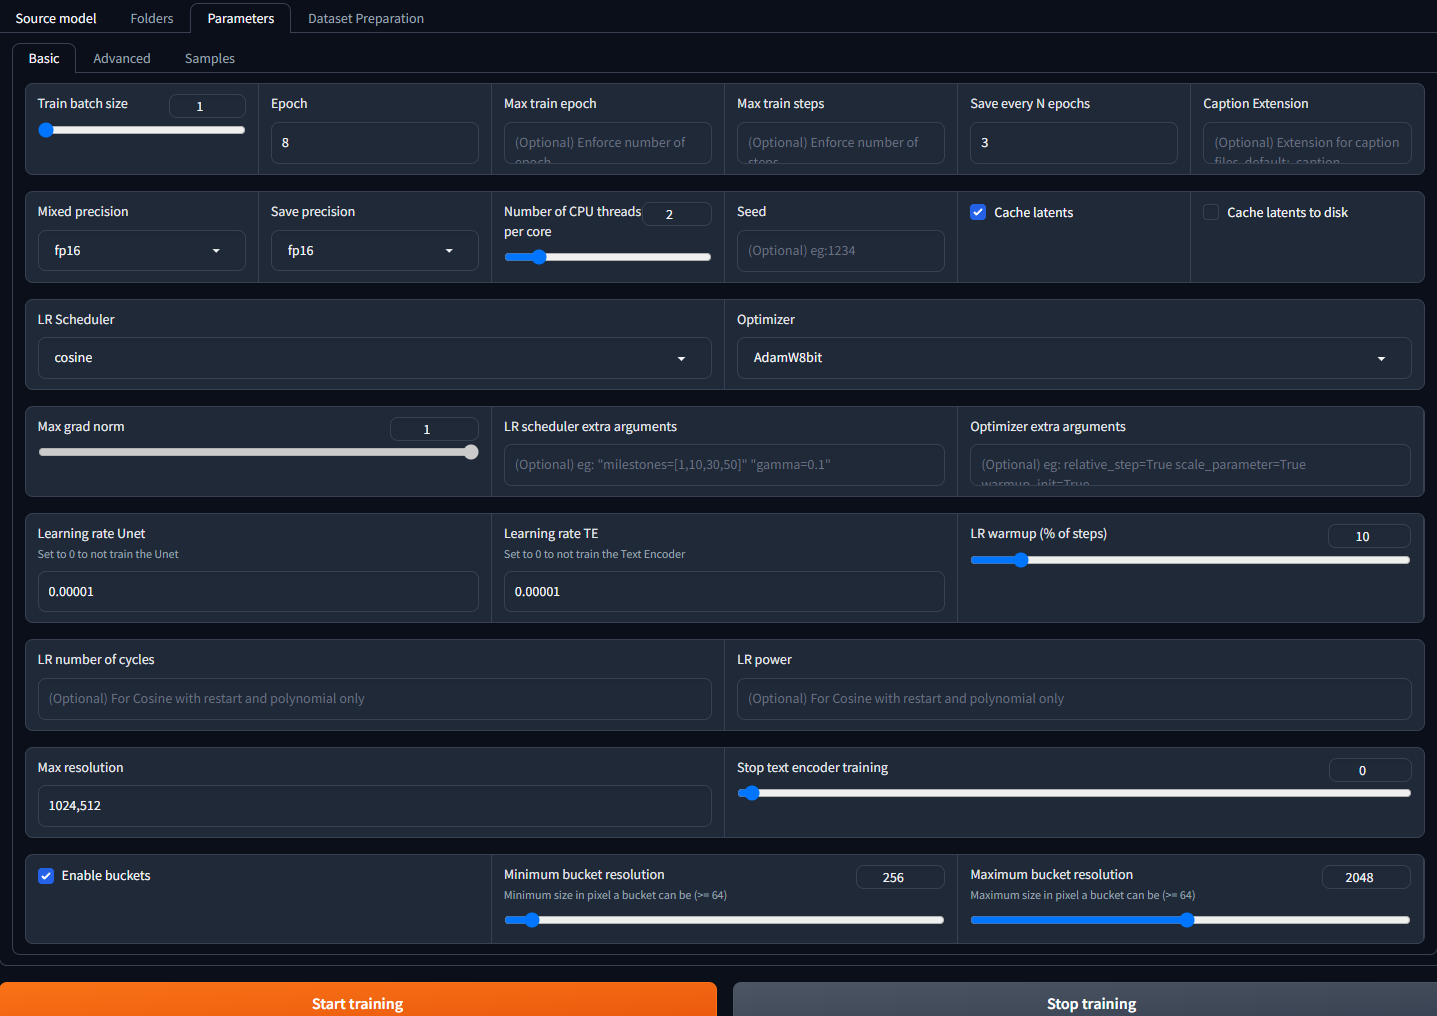 Source model
Folders
Parameters
Dataset Preparation
Basic
Advanced
Samples
Train batch size
1
Epoch
8
Max train epoch
(Optional) Enforce number of
epoch
Max train steps
(Optional) Enforce number of
steps
Save every N epochs
3
Caption Extension
(Optional) Extension for caption
files. default: .caption
Mixed precision
fp16
Save precision
fp16
Number of CPU threads
per core
2
Seed
(Optional) eg:1234
Cache latents
Cache latents to disk
LR Scheduler
cosine
Optimizer
AdamW8bit
Max grad norm
1
LR scheduler extra arguments
(Optional) eg: "milestones=[1,10,30,50]" "gamma=0.1"
Optimizer extra arguments
(Optional) eg: relative_step=True scale_parameter=True
warmup_init=True
Learning rate Unet
Set to 0 to not train the Unet
0.00001
Learning rate TE
Set to 0 to not train the Text Encoder
0.00001
LR warmup (% of steps)
10
LR number of cycles
(Optional) For Cosine with restart and polynomial only
LR power
(Optional) For Cosine with restart and polynomial only
Max resolution
1024,512
Stop text encoder training
0
Enable buckets
Minimum bucket resolution
Minimum size in pixel a bucket can be (>= 64)
256
Maximum bucket resolution
Maximum size in pixel a bucket can be (>= 64)
2048
Start training
Stop training